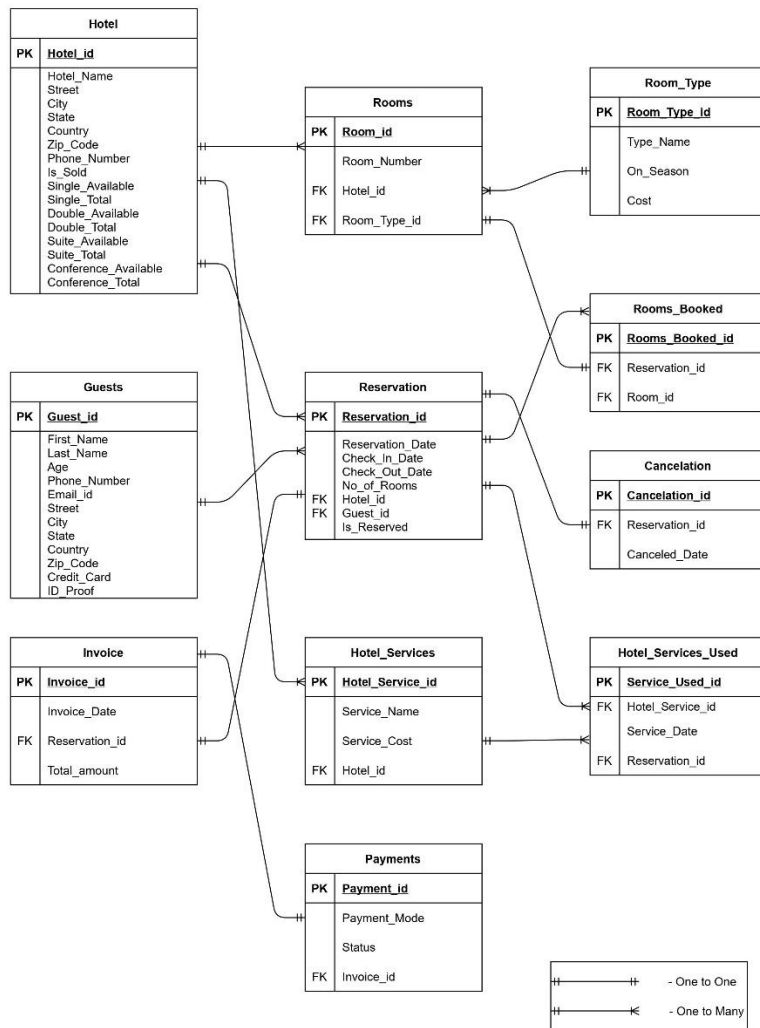 Hotel
PK Hotel_id
Hotel_Name
Street
City
State
Country
Zip_Code
Phone_Number
Is_Sold
Single_Available
Single_Total
Double_Available
Double_Total
Suite_Available
Suite_Total
Conference_Available
Conference_Total
Rooms
PK Room_id
Room_Number
FK Hotel_id
FK Room_Type_id
Room_Type
PK Room_Type_Id
Type_Name
On_Season
Cost
Rooms_Booked
PK Rooms_Booked_id
FK Reservation_id
FK Room_id
Guests
PK Guest_id
First_Name
Last_Name
Age
Phone_Number
Email_id
Street
City
State
Country
Zip_Code
Credit_Card
ID_Proof
Reservation
PK Reservation_id
Reservation_Date
Check_In_Date
Check_Out_Date
No_of_Rooms
FK Hotel_id
FK Guest_id
Is_Reserved
Cancelation
PK Cancelation_id
FK Reservation_id
Canceled_Date
Invoice
PK Invoice_id
Invoice_Date
FK Reservation_id
Total_amount
Hotel_Services
PK Hotel_Service_id
Service_Name
Service_Cost
FK Hotel_id
Hotel_Services_Used
PK Service_Used_id
FK Hotel_Service_id
Service_Date
FK Reservation_id
Payments
PK Payment_id
Payment_Mode
Status
FK Invoice_id
- One to One
- One to Many